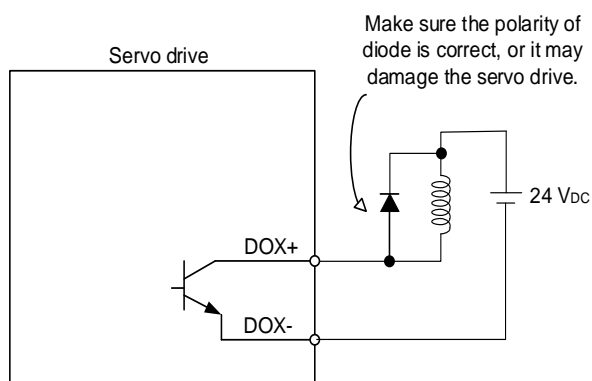 Make sure the polarity of
diode is correct, or it may
damage the servo drive.
Servo drive
24 VDC
DOX+
DOX-